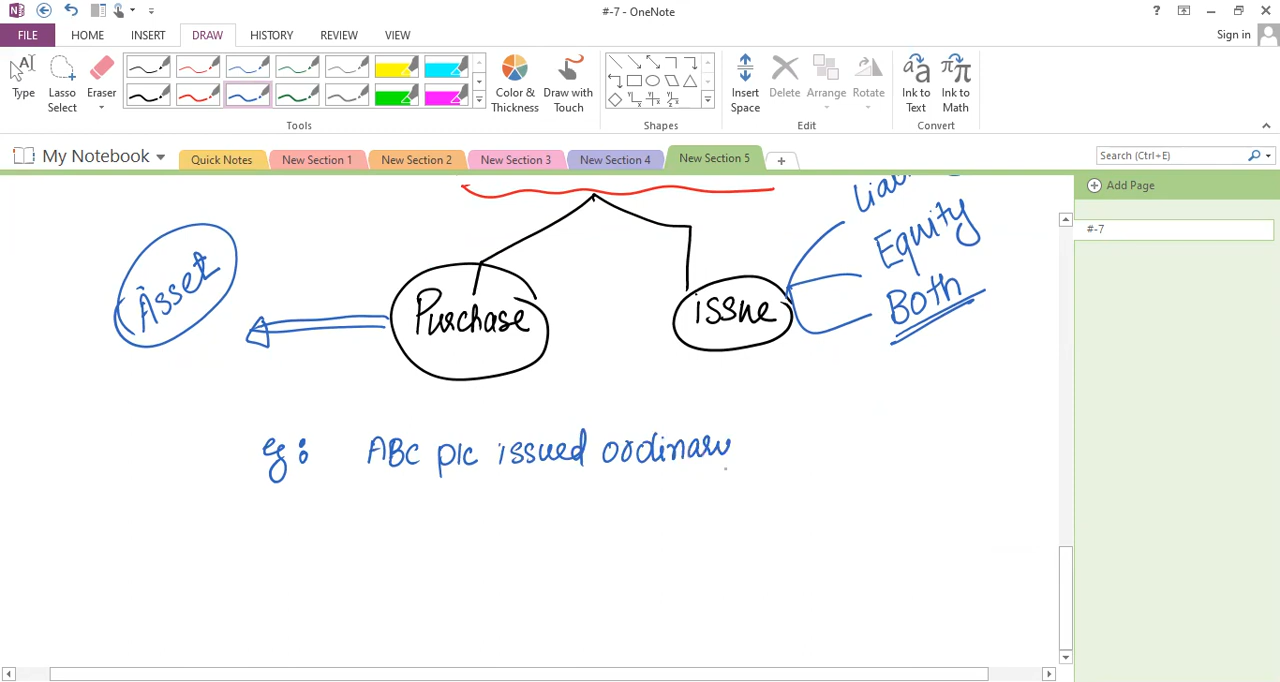 #-7 - OneNote
?
FILE HOME INSERT DRAW HISTORY REVIEW VIEW Sign in
Type Lasso Select Eraser Color & Thickness Draw with Touch Insert Space Delete Arrange Rotate Ink to Text Ink to Math
Tools Shapes Edit Convert
My Notebook Quick Notes New Section 1 New Section 2 New Section 3 New Section 4 New Section 5 Search (Ctrl+E)
Add Page
#-7
Equity
Asset
Both
Purchase
issue
eg: ABC plc issued ordinary